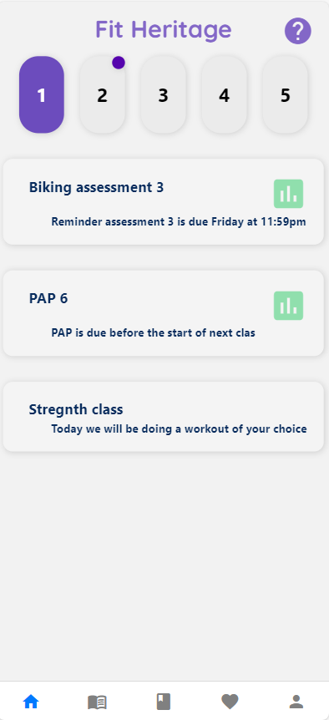 Fit Heritage
?
1 2 3 4 5
Biking assessment 3
Reminder assessment 3 is due Friday at 11:59pm
PAP 6
PAP is due before the start of next clas
Stregnth class
Today we will be doing a workout of your choice